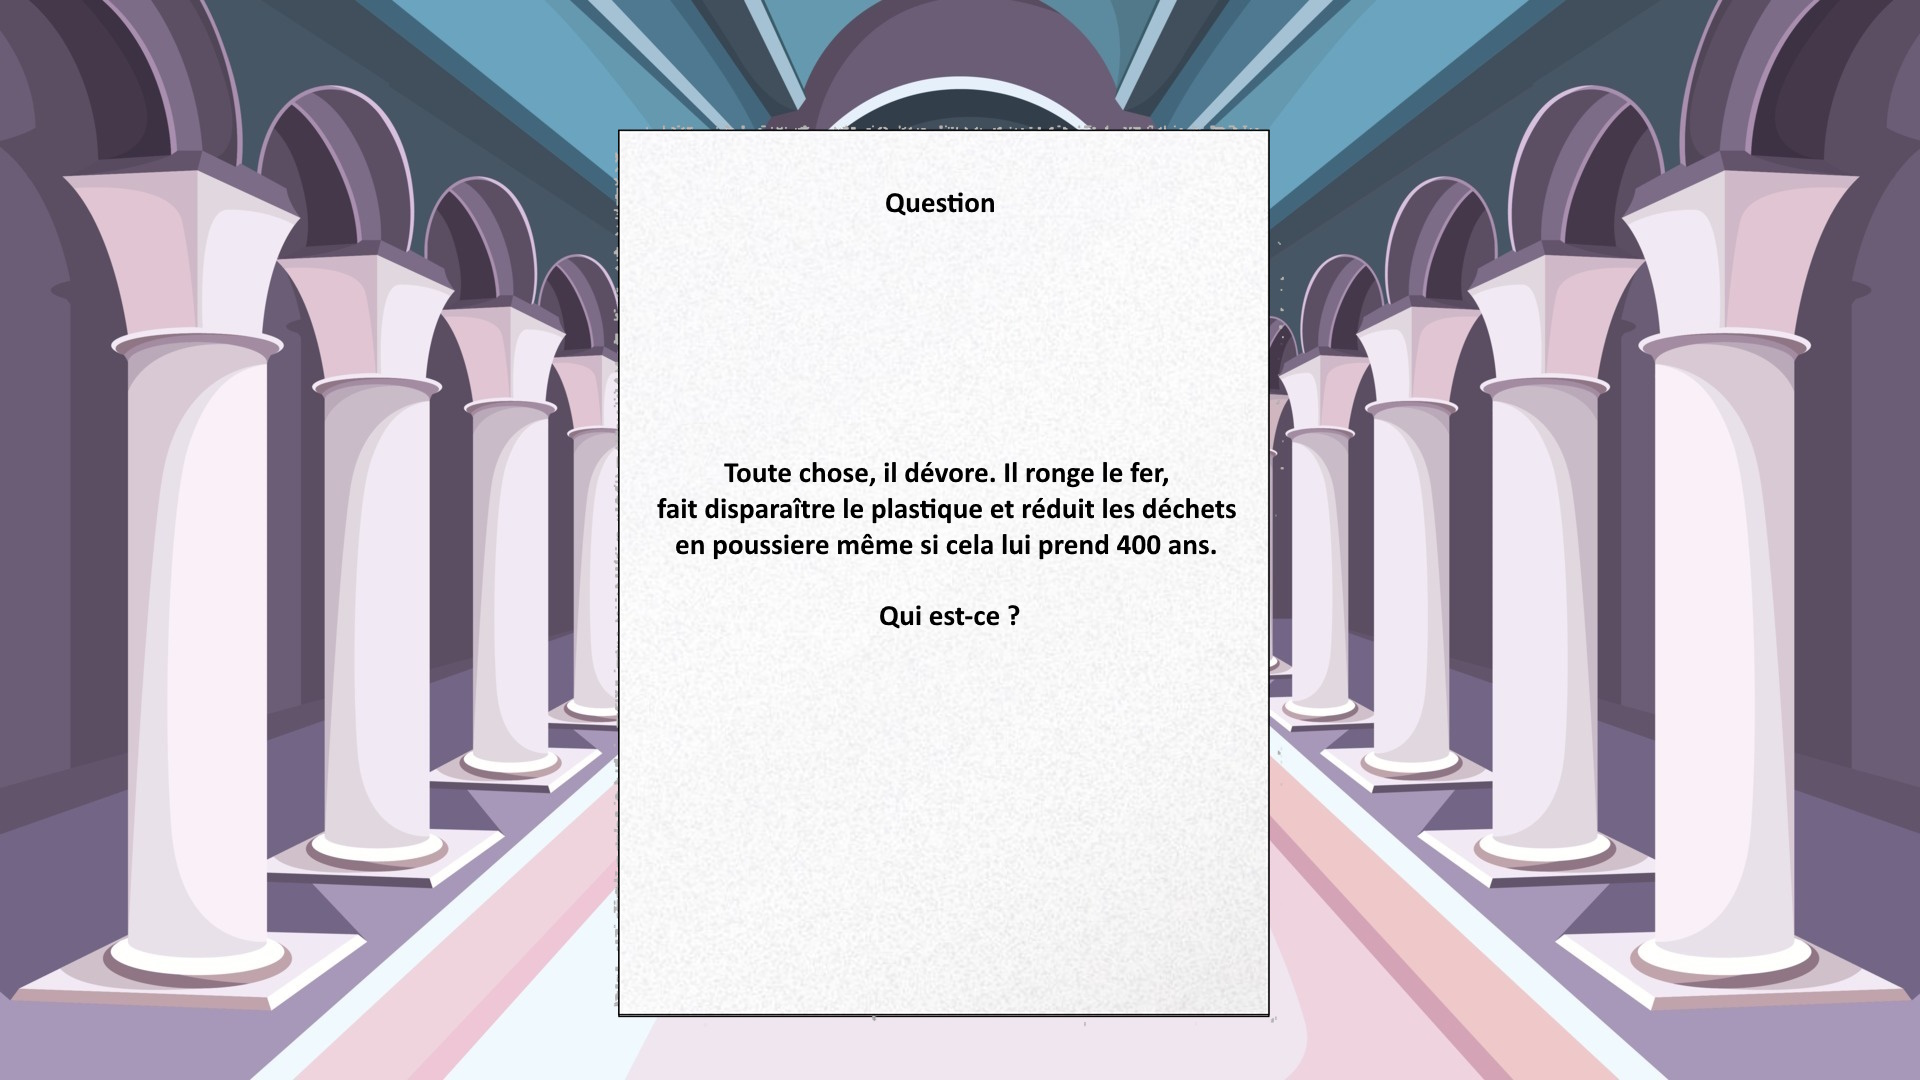 Question
Toute chose, il dévore. Il ronge le fer,
fait disparaître le plastique et réduit les déchets
en poussiere même si cela lui prend 400 ans.
Qui est-ce ?